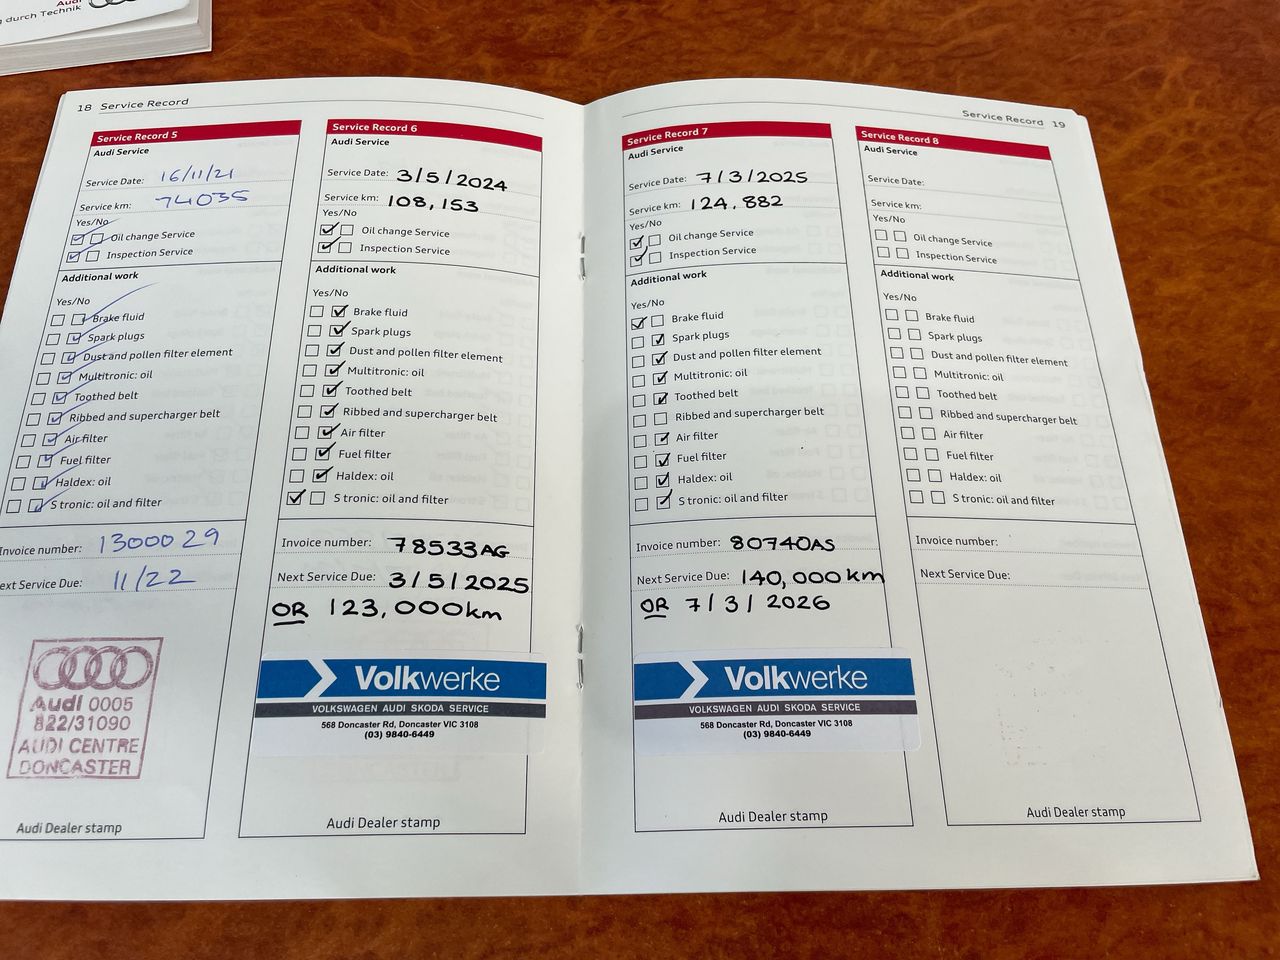 Audi
g durch Technik
18 Service Record
Service Record 5
Audi Service
Service Date: 16/11/21
Service km: 74035
Yes/No
Oil change Service
Inspection Service
Additional work
Yes/No
Brake fluid
Spark plugs
Dust and pollen filter element
Multitronic: oil
Toothed belt
Ribbed and supercharger belt
Air filter
Fuel filter
Haldex: oil
S tronic: oil and filter
Invoice number: 1300029
ext Service Due: 11/22
Audi 0005
822/31090
AUDI CENTRE
DONCASTER
Audi Dealer stamp
Service Record 6
Audi Service
Service Date: 3/5/2024
Service km: 108,153
Yes/No
Oil change Service
Inspection Service
Additional work
Yes/No
Brake fluid
Spark plugs
Dust and pollen filter element
Multitronic: oil
Toothed belt
Ribbed and supercharger belt
Air filter
Fuel filter
Haldex: oil
S tronic: oil and filter
Invoice number: 78533AG
Next Service Due: 3/5/2025
OR 123,000km
Volkwerke
VOLKSWAGEN AUDI SKODA SERVICE
568 Doncaster Rd, Doncaster VIC 3108
(03) 9840-6449
Audi Dealer stamp
Service Record 19
Service Record 7
Audi Service
Service Date: 7/3/2025
Service km: 124.882
Yes/No
Oil change Service
Inspection Service
Additional work
Yes/No
Brake fluid
Spark plugs
Dust and pollen filter element
Multitronic: oil
Toothed belt
Ribbed and supercharger belt
Air filter
Fuel filter
Haldex: oil
S tronic: oil and filter
Invoice number: 80740AS
Next Service Due: 140,000km
OR 7/3/2026
Volkwerke
VOLKSWAGEN AUDI SKODA SERVICE
568 Doncaster Rd, Doncaster VIC 3108
(03) 9840-6449
Audi Dealer stamp
Service Record 8
Audi Service
Service Date:
Service km:
Yes/No
Oil change Service
Inspection Service
Additional work
Yes/No
Brake fluid
Spark plugs
Dust and pollen filter element
Multitronic: oil
Toothed belt
Ribbed and supercharger belt
Air filter
Fuel filter
Haldex: oil
S tronic: oil and filter
Invoice number:
Next Service Due:
Audi Dealer stamp